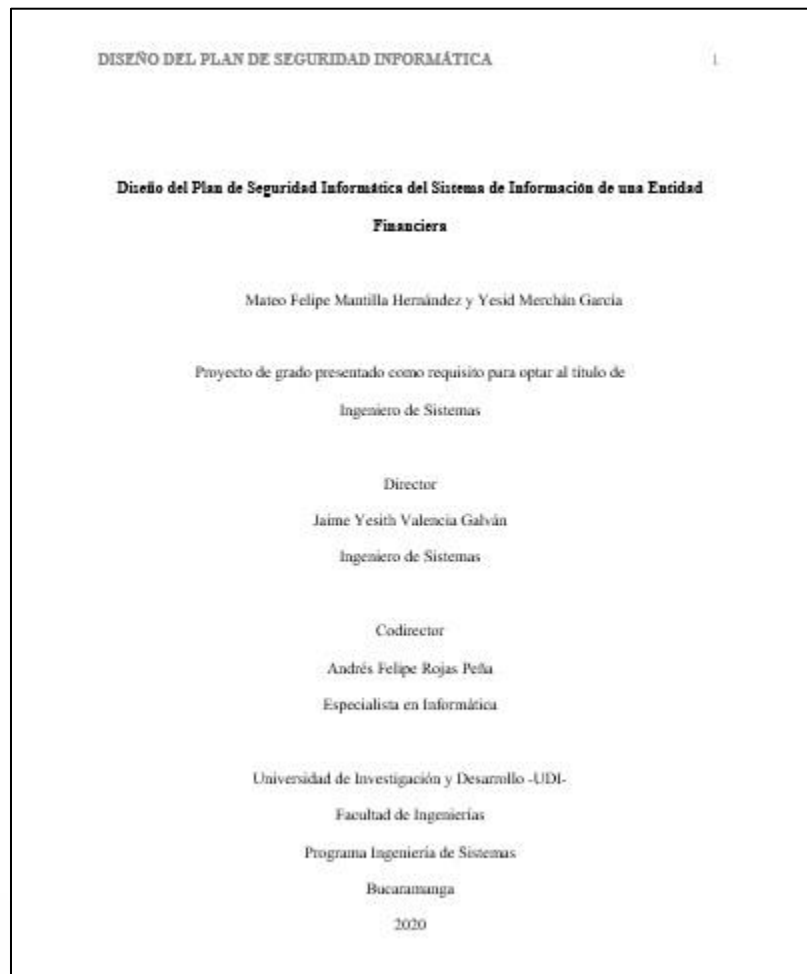 DISEÑO DEL PLAN DE SEGURIDAD INFORMÁTICA 1
Diseño del Plan de Seguridad Informática del Sistema de Información de una Entidad
Financiera
Mateo Felipe Mantilla Hernández y Yesid Merchán Garcia
Proyecto de grado presentado como requisito para optar al título de
Ingeniero de Sistemas
Director
Jaime Yesith Valencia Galván
Ingeniero de Sistemas
Codirector
Andrés Felipe Rojas Peña
Especialista en Informática
Universidad de Investigación y Desarrollo -UDI-
Facultad de Ingenierías
Programa Ingeniería de Sistemas
Bucaramanga
2020